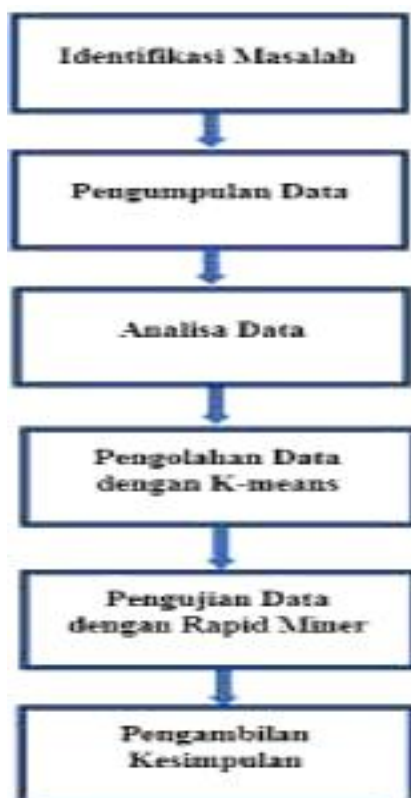 Identifikasi Masalah
Pengumpulan Data
Analisa Data
Pengolahan Data
dengan K-means
Pengujian Data
dengan Rapid Miner
Pengambilan
Kesimpulan